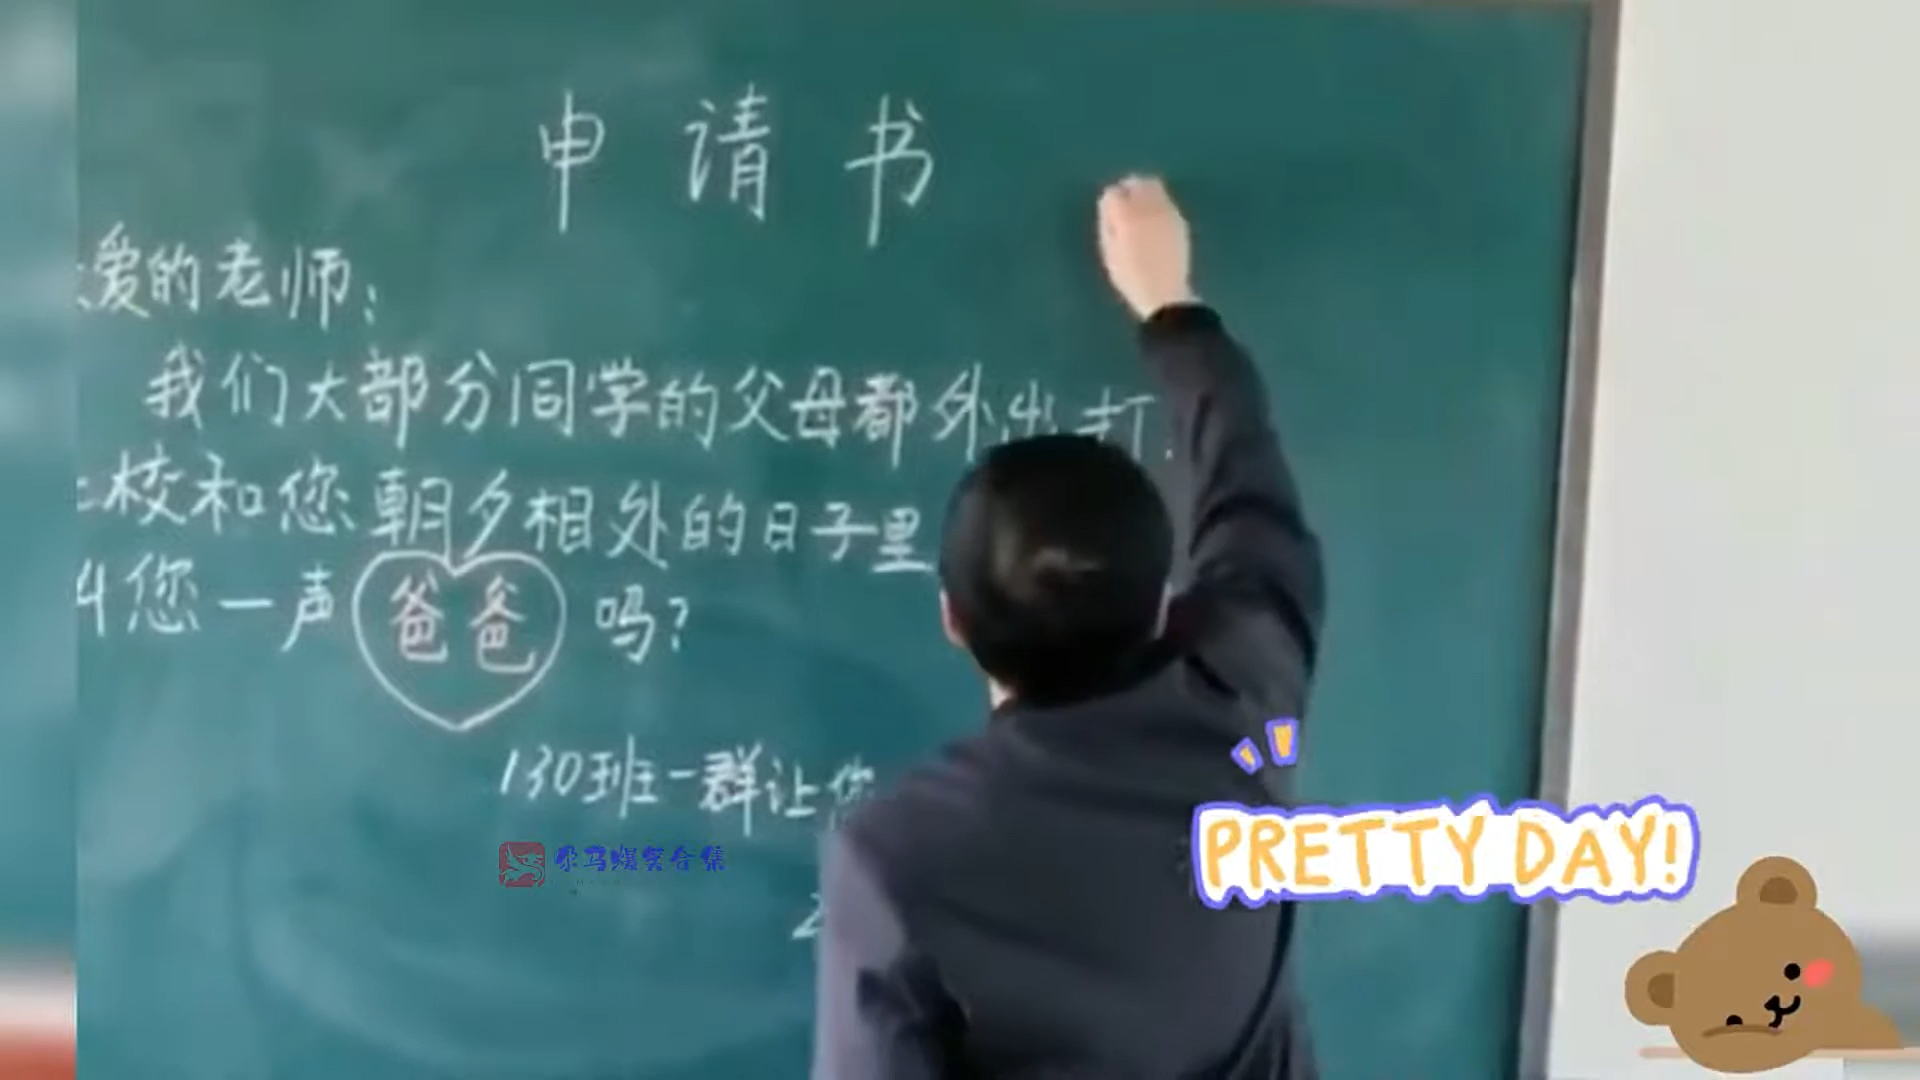 申请书
爱的老师：
我们大部分同学的父母都外出打
校和您朝夕相处的日子里
叫您一声爸爸吗？
130班一群让您
PRETTY DAY!